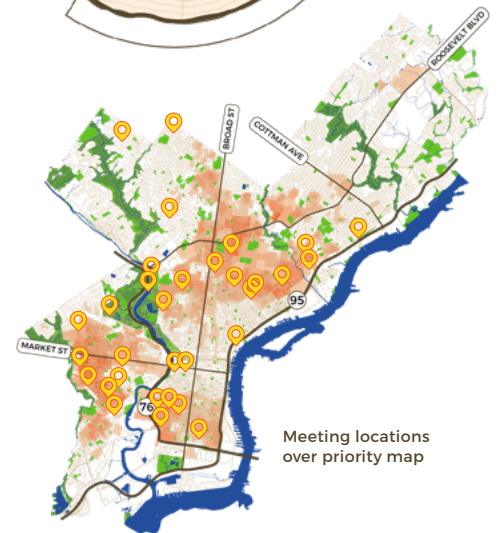 ROOSEVELT BLVD
BROAD ST
COTTMAN AVE
95
MARKET ST
76
Meeting locations
over priority map